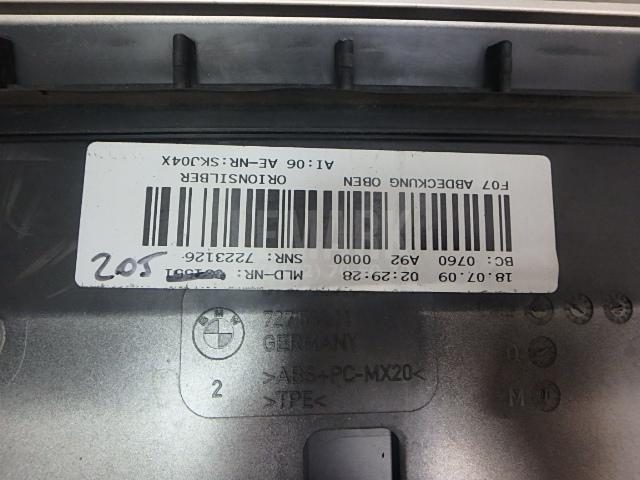 18.07.09 02:29:28 MLD-NR:
BC: 0760 A92 0000 SNR: 7223126
F07 ABDECKUNG OBEN ORIONSILBER
AI:06 AE-NR:SKJ04X
205
BMW
GERMANY
2 >ABS+PC-MX20<
>TPE<
Q
M